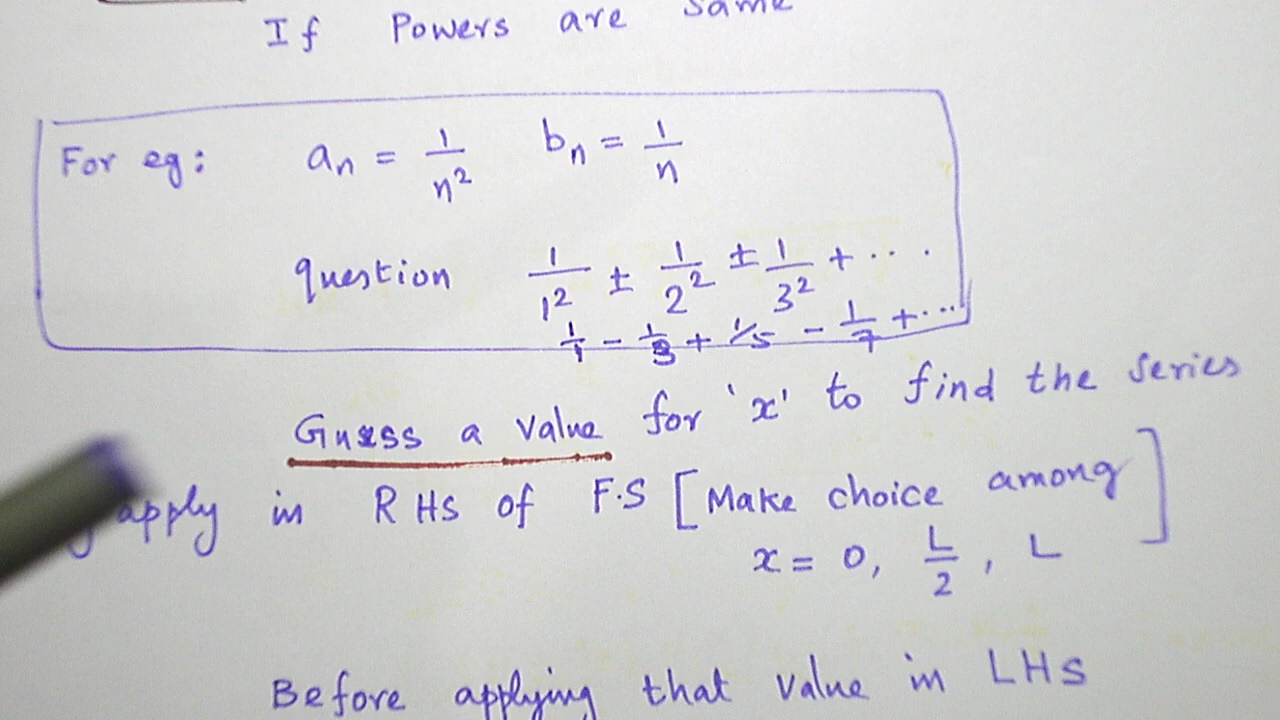 If Powers are same
For eg: aₙ = 1/n² bₙ = 1/n
question 1/1² ± 1/2² ± 1/3² + ...
1/1 - 1/3 + 1/5 - 1/7 + ...
Guess a value for 'x' to find the series
apply in RHS of F.S [Make choice among
x = 0, L/2, L]
Before applying that value in LHS